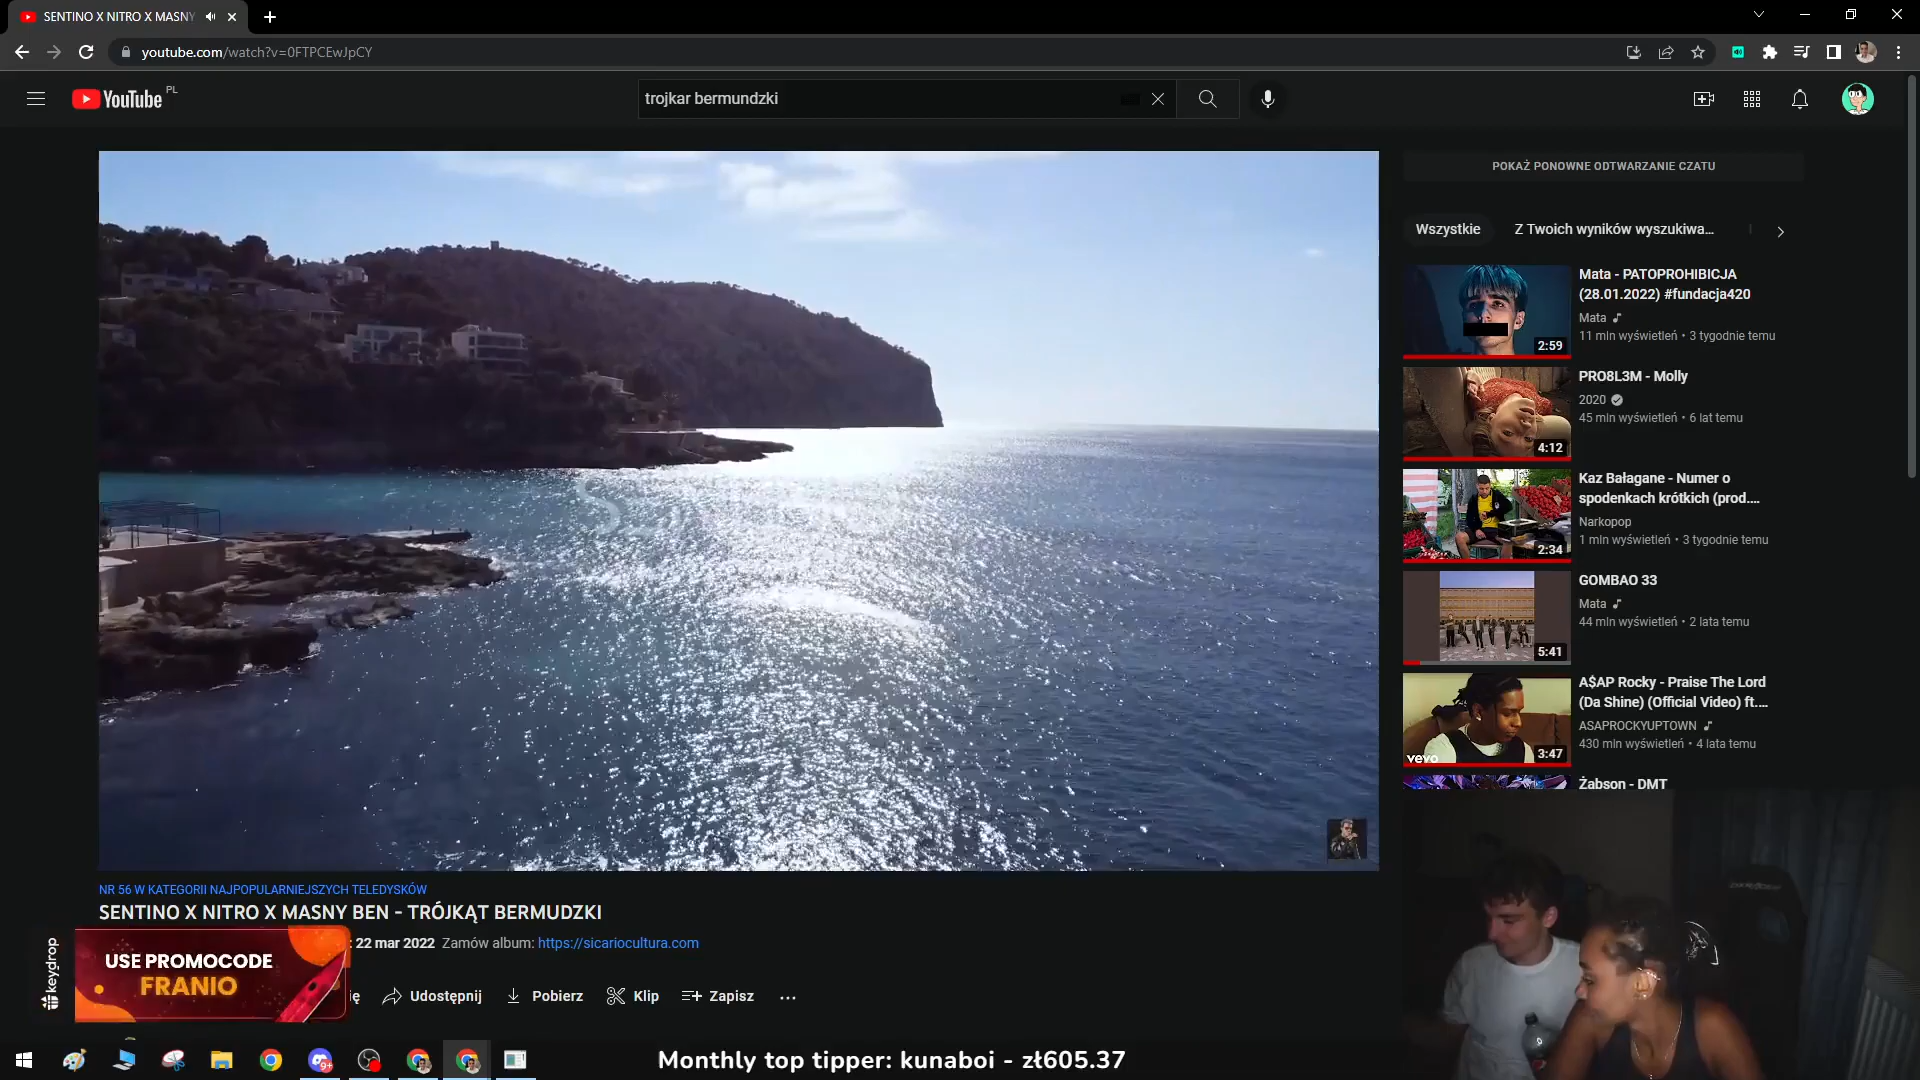 SENTINO X NITRO X MASNY
youtube.com/watch?v=0FTPCEwJpCY
YouTube PL
trojkar bermundzki
POKAŻ PONOWNE ODTWARZANIE CZATU
Wszystkie
Z Twoich wyników wyszukiwa...
Mata - PATOPROHIBICJA
(28.01.2022) #fundacja420
Mata
11 mln wyświetleń • 3 tygodnie temu
2:59
PRO8L3M - Molly
2020
45 mln wyświetleń • 6 lat temu
4:12
Kaz Bałagane - Numer o
spodenkach krótkich (prod....
Narkopop
1 mln wyświetleń • 3 tygodnie temu
2:34
GOMBAO 33
Mata
44 mln wyświetleń • 2 lata temu
5:41
A$AP Rocky - Praise The Lord
(Da Shine) (Official Video) ft....
ASAPROCKYUPTOWN
430 mln wyświetleń • 4 lata temu
vevo
3:47
Żabson - DMT
NR 56 W KATEGORII NAJPOPULARNIEJSZYCH TELEDYSKÓW
SENTINO X NITRO X MASNY BEN - TRÓJKĄT BERMUDZKI
: 22 mar 2022 Zamów album: https://sicariocultura.com
keydrop
USE PROMOCODE
FRANIO
ię
Udostępnij
Pobierz
Klip
Zapisz
9+
Monthly top tipper: kunaboi - zł605.37